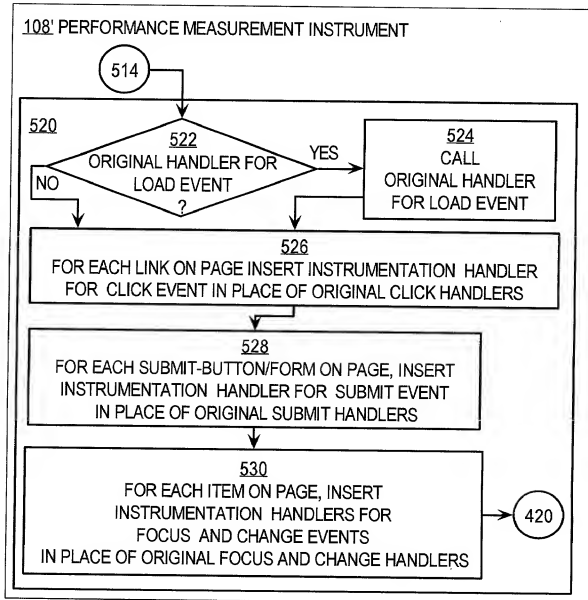 108' PERFORMANCE MEASUREMENT INSTRUMENT
514
520
522
ORIGINAL HANDLER FOR
LOAD EVENT
?
YES
NO
524
CALL
ORIGINAL HANDLER
FOR LOAD EVENT
526
FOR EACH LINK ON PAGE INSERT INSTRUMENTATION HANDLER
FOR CLICK EVENT IN PLACE OF ORIGINAL CLICK HANDLERS
528
FOR EACH SUBMIT-BUTTON/FORM ON PAGE, INSERT
INSTRUMENTATION HANDLER FOR SUBMIT EVENT
IN PLACE OF ORIGINAL SUBMIT HANDLERS
530
FOR EACH ITEM ON PAGE, INSERT
INSTRUMENTATION HANDLERS FOR
FOCUS AND CHANGE EVENTS
IN PLACE OF ORIGINAL FOCUS AND CHANGE HANDLERS
420